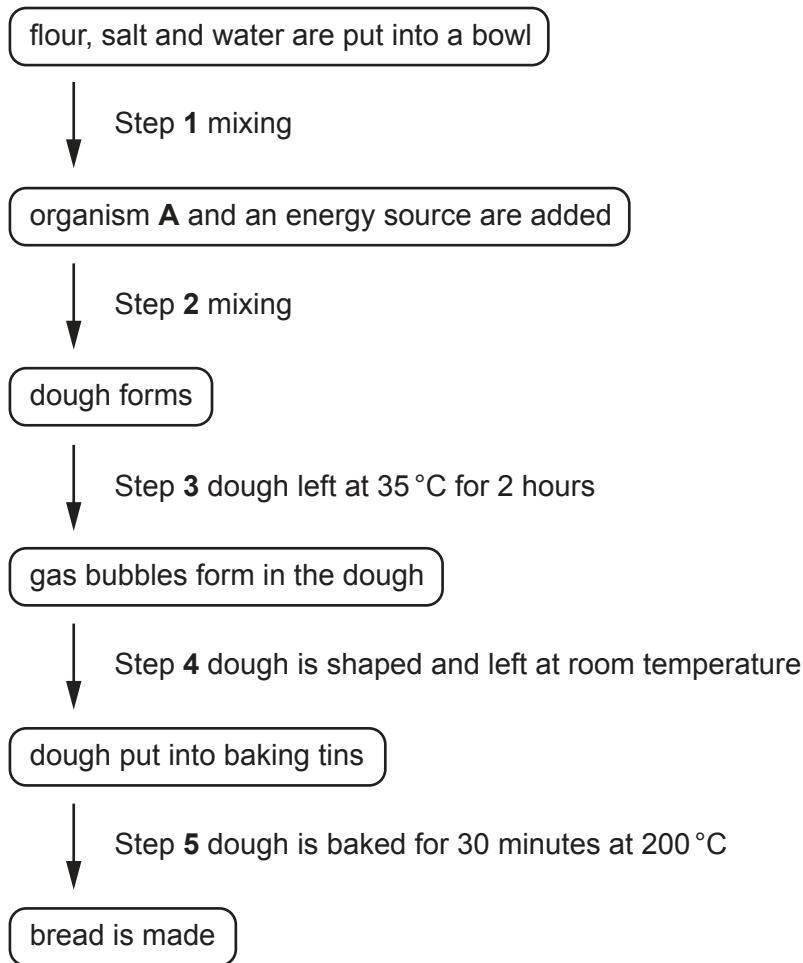 flour, salt and water are put into a bowl
Step 1 mixing
organism A and an energy source are added
Step 2 mixing
dough forms
Step 3 dough left at 35 °C for 2 hours
gas bubbles form in the dough
Step 4 dough is shaped and left at room temperature
dough put into baking tins
Step 5 dough is baked for 30 minutes at 200 °C
bread is made